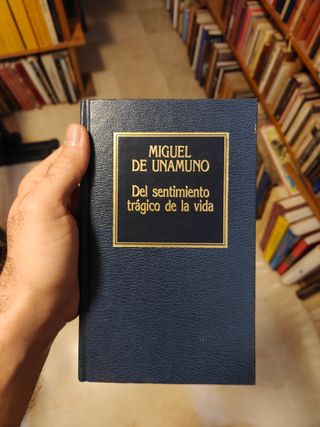 MIGUEL
DE UNAMUNO
Del sentimiento
trágico de la vida